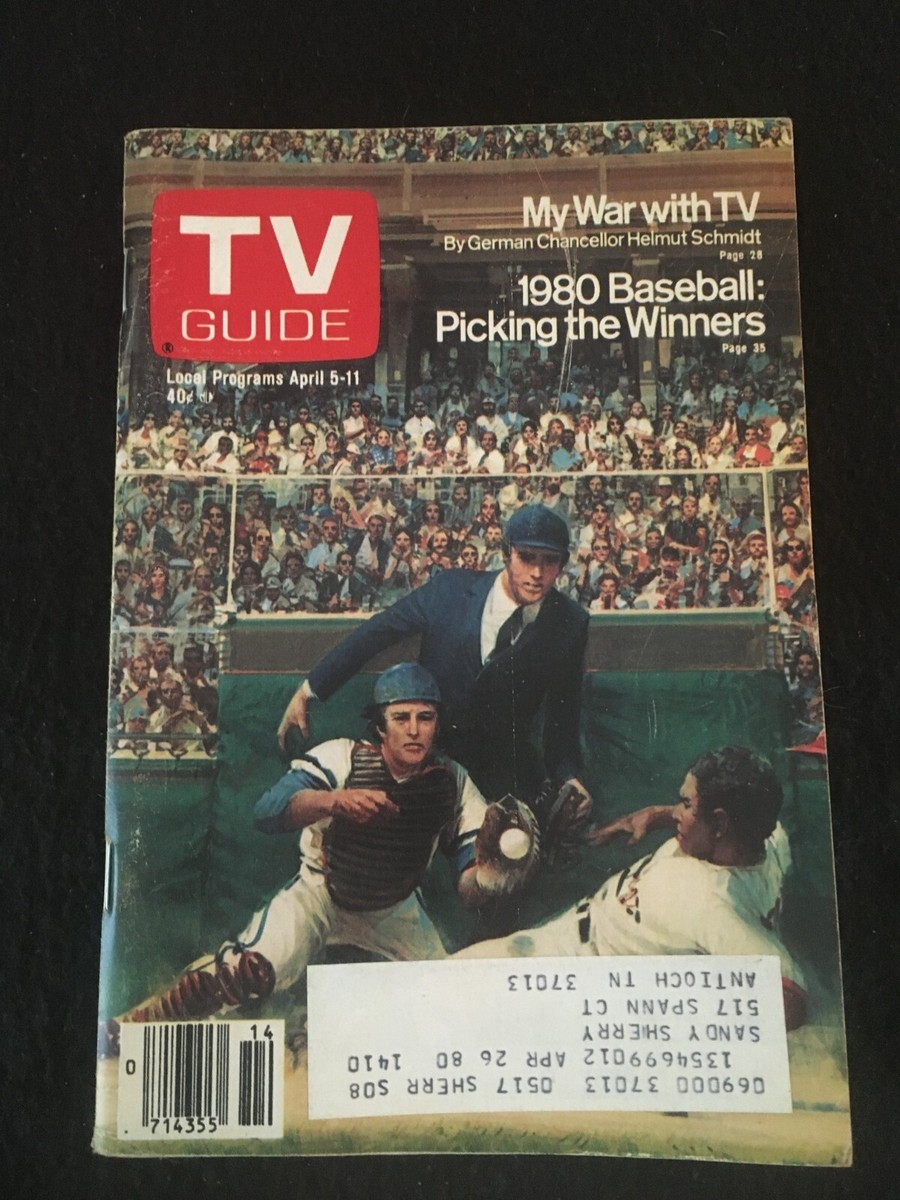 TV
GUIDE
®
Local Programs April 5-11
40¢
My War with TV
By German Chancellor Helmut Schmidt
Page 28
1980 Baseball:
Picking the Winners
Page 35
069000 37013 0517 SHERR S08
1354699012 APR 26 80 1410
SANDY SHERRY
517 SPANN CT
ANTIOCH TN 37013
14
0
714355